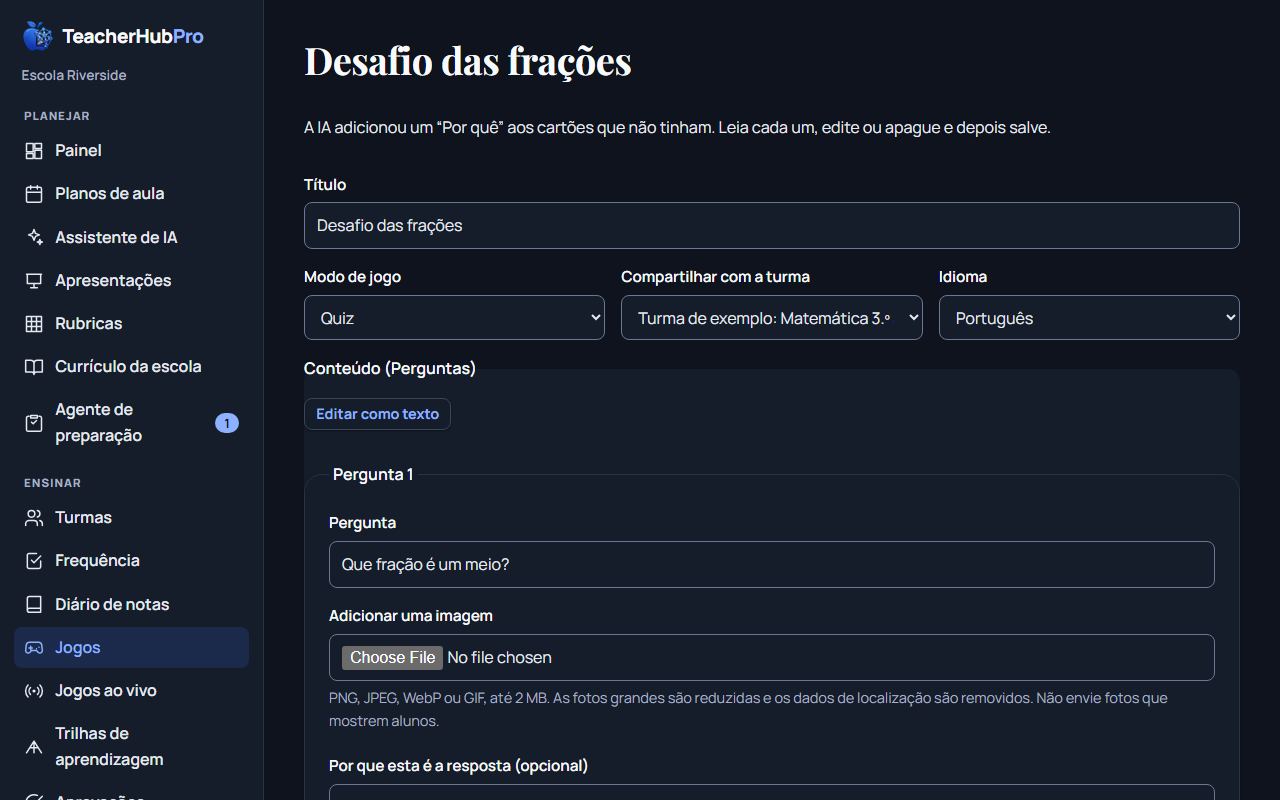 TeacherHubPro
Escola Riverside
PLANEJAR
Painel
Planos de aula
Assistente de IA
Apresentações
Rubricas
Currículo da escola
Agente de
preparação
1
ENSINAR
Turmas
Frequência
Diário de notas
Jogos
Jogos ao vivo
Trilhas de
aprendizagem
Desafio das frações
A IA adicionou um “Por quê” aos cartões que não tinham. Leia cada um, edite ou apague e depois salve.
Título
Desafio das frações
Modo de jogo
Compartilhar com a turma
Idioma
Quiz
Turma de exemplo: Matemática 3.º
Português
Conteúdo (Perguntas)
Editar como texto
Pergunta 1
Pergunta
Que fração é um meio?
Adicionar uma imagem
Choose File No file chosen
PNG, JPEG, WebP ou GIF, até 2 MB. As fotos grandes são reduzidas e os dados de localização são removidos. Não envie fotos que
mostrem alunos.
Por que esta é a resposta (opcional)